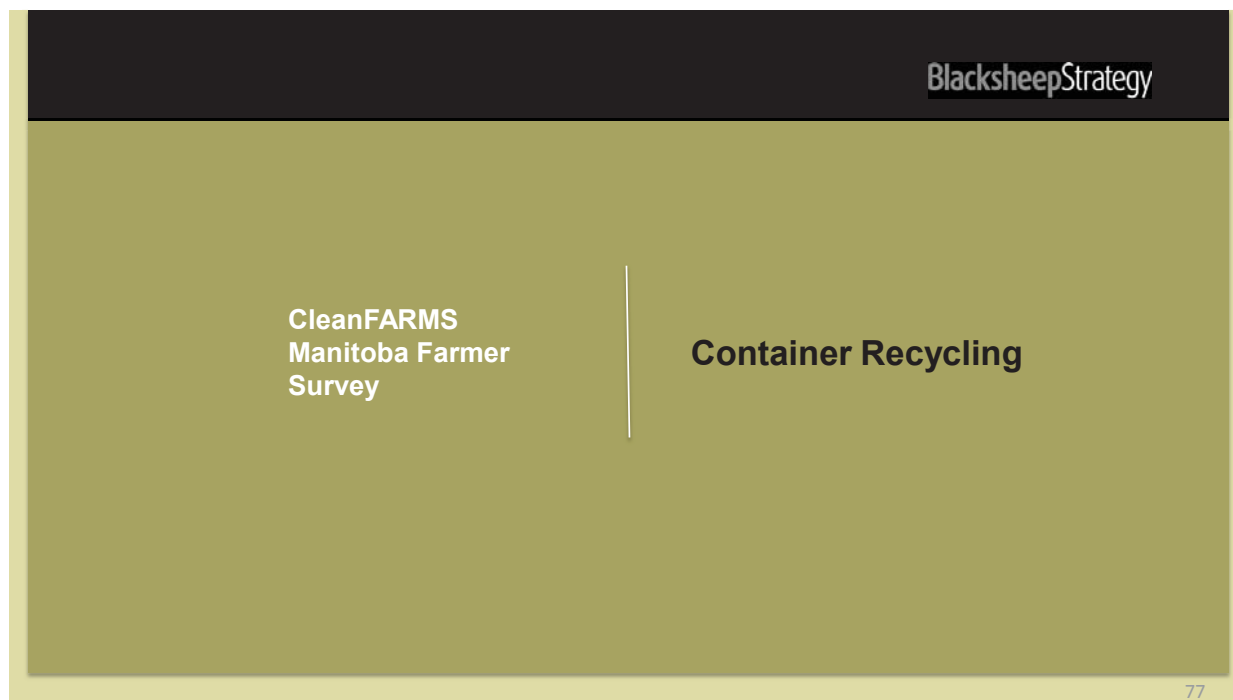 BlacksheepStrategy
CleanFARMS
Manitoba Farmer
Survey
Container Recycling
77